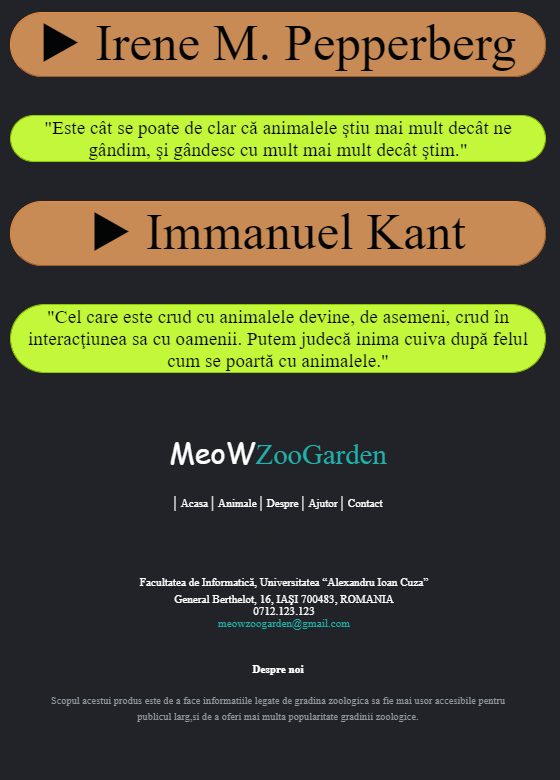 ▶ Irene M. Pepperberg
"Este cât se poate de clar că animalele ştiu mai mult decât ne
gândim, şi gândesc cu mult mai mult decât ştim."
▶ Immanuel Kant
"Cel care este crud cu animalele devine, de asemeni, crud în
interacţiunea sa cu oamenii. Putem judecă inima cuiva după felul
cum se poartă cu animalele."
MeoWZooGarden
| Acasa | Animale | Despre | Ajutor | Contact
Facultatea de Informatică, Universitatea “Alexandru Ioan Cuza”
General Berthelot, 16, IAŞI 700483, ROMANIA
0712.123.123
meowzoogarden@gmail.com
Despre noi
Scopul acestui produs este de a face informatiile legate de gradina zoologica sa fie mai usor accesibile pentru
publicul larg,si de a oferi mai multa popularitate gradinii zoologice.